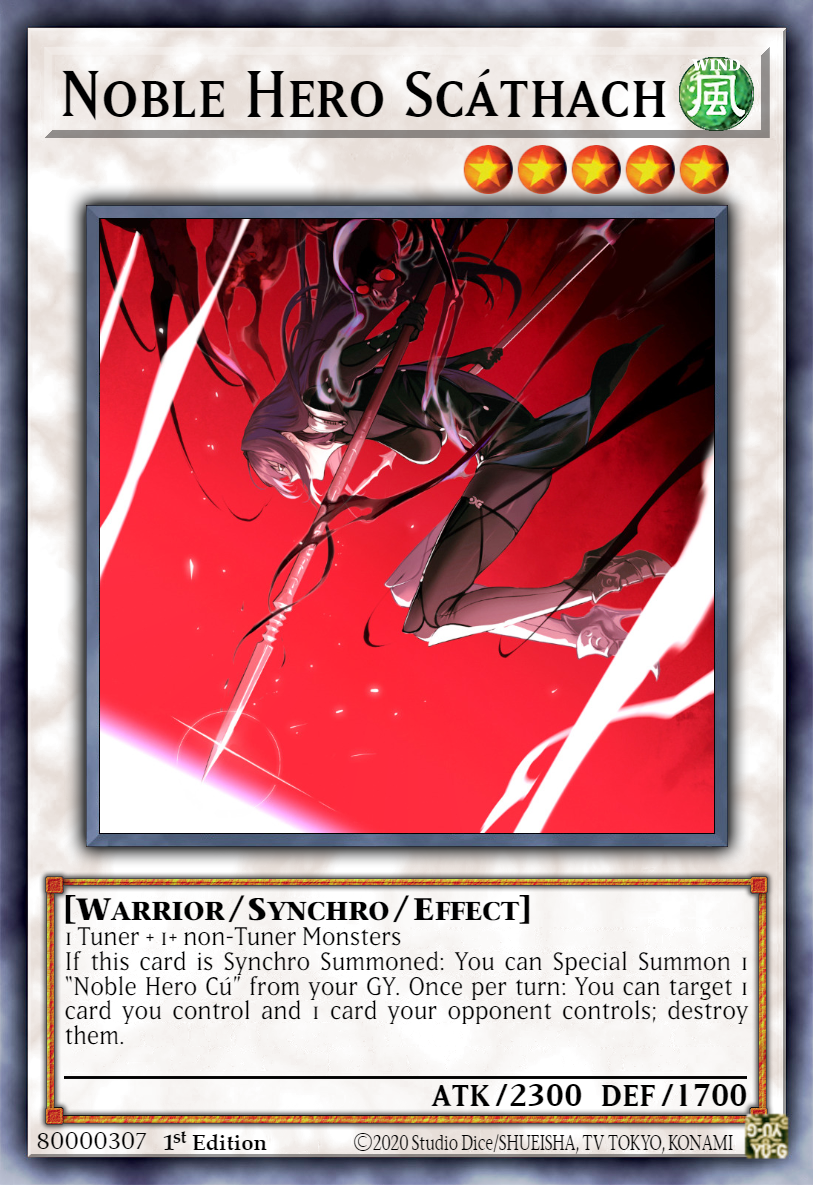 Noble Hero Scáthach
WIND
風
[Warrior/Synchro/Effect]
1 Tuner + 1+ non-Tuner Monsters
If this card is Synchro Summoned: You can Special Summon 1
"Noble Hero Cú" from your GY. Once per turn: You can target 1
card you control and 1 card your opponent controls; destroy
them.
ATK/2300 DEF/1700
80000307 1st Edition ©2020 Studio Dice/SHUEISHA, TV TOKYO, KONAMI